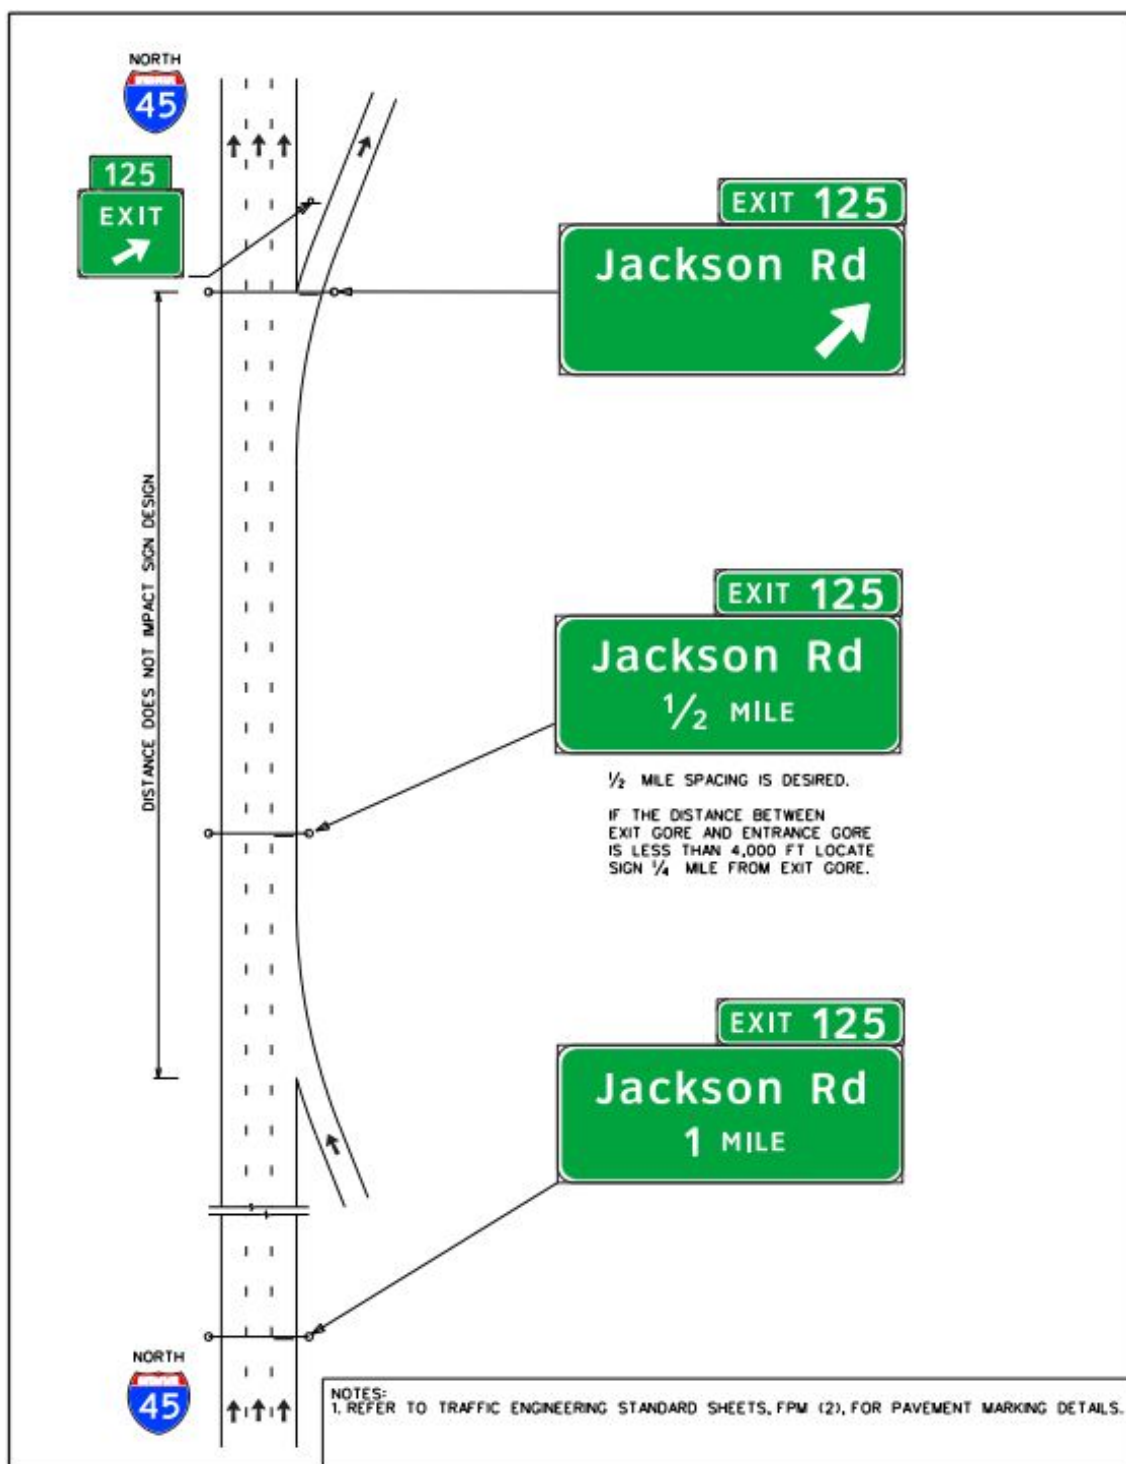 NORTH
45
125
EXIT
EXIT 125
Jackson Rd
DISTANCE DOES NOT IMPACT SIGN DESIGN
EXIT 125
Jackson Rd
1/2 MILE
1/2 MILE SPACING IS DESIRED.
IF THE DISTANCE BETWEEN
EXIT GORE AND ENTRANCE GORE
IS LESS THAN 4,000 FT LOCATE
SIGN 1/4 MILE FROM EXIT GORE.
EXIT 125
Jackson Rd
1 MILE
NORTH
45
NOTES:
1. REFER TO TRAFFIC ENGINEERING STANDARD SHEETS, FPM (2), FOR PAVEMENT MARKING DETAILS.